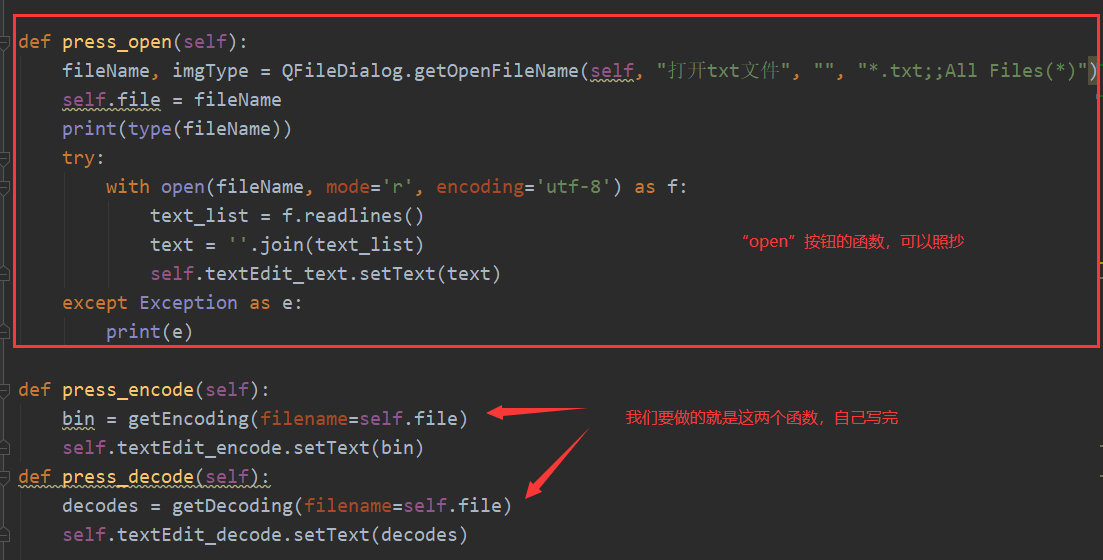 def press_open(self):
    fileName, imgType = QFileDialog.getOpenFileName(self, "打开txt文件", "", "*.txt;;All Files(*)")
    self.file = fileName
    print(type(fileName))
    try:
        with open(fileName, mode='r', encoding='utf-8') as f:
            text_list = f.readlines()
            text = ''.join(text_list)
            self.textEdit_text.setText(text)
    except Exception as e:
        print(e)
“open”按钮的函数，可以照抄
def press_encode(self):
    bin = getEncoding(filename=self.file)
    self.textEdit_encode.setText(bin)
def press_decode(self):
    decodes = getDecoding(filename=self.file)
    self.textEdit_decode.setText(decodes)
我们要做的就是这两个函数，自己写完